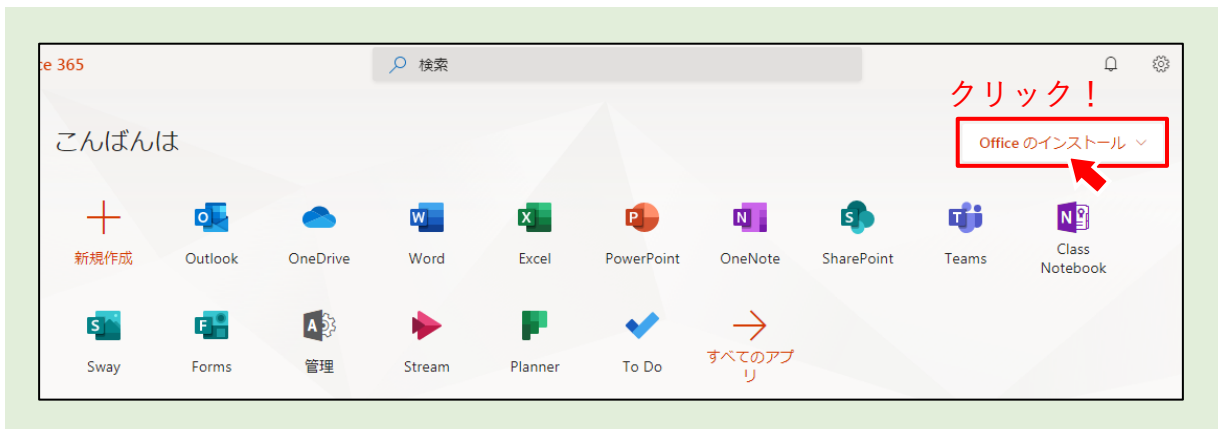 ce 365
検索
クリック！
こんばんは
Office のインストール
新規作成
Outlook
OneDrive
Word
Excel
PowerPoint
OneNote
SharePoint
Teams
Class
Notebook
Sway
Forms
管理
Stream
Planner
To Do
すべてのアプ
リ